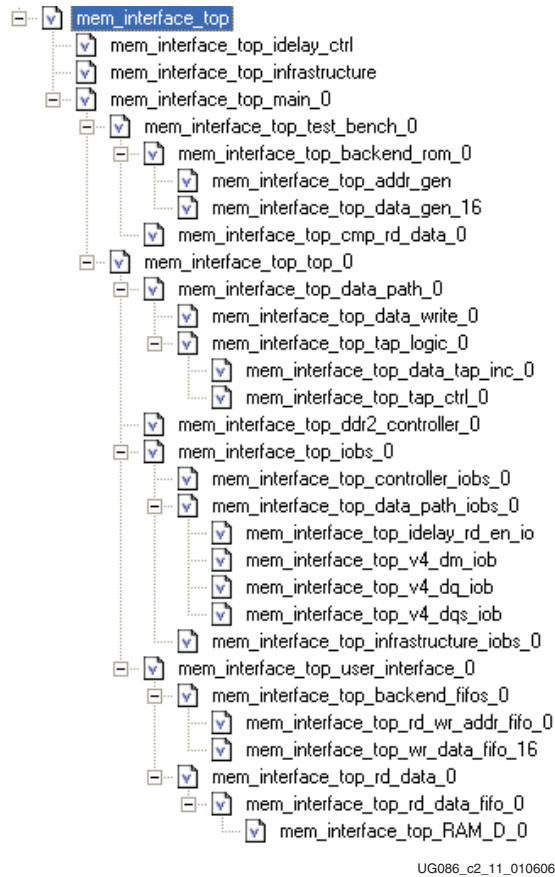 mem_interface_top
mem_interface_top_idelay_ctrl
mem_interface_top_infrastructure
mem_interface_top_main_0
mem_interface_top_test_bench_0
mem_interface_top_backend_rom_0
mem_interface_top_addr_gen
mem_interface_top_data_gen_16
mem_interface_top_cmp_rd_data_0
mem_interface_top_top_0
mem_interface_top_data_path_0
mem_interface_top_data_write_0
mem_interface_top_tap_logic_0
mem_interface_top_data_tap_inc_0
mem_interface_top_tap_ctrl_0
mem_interface_top_ddr2_controller_0
mem_interface_top_iobs_0
mem_interface_top_controller_iobs_0
mem_interface_top_data_path_iobs_0
mem_interface_top_idelay_rd_en_io
mem_interface_top_v4_dm_iob
mem_interface_top_v4_dq_iob
mem_interface_top_v4_dqs_iob
mem_interface_top_infrastructure_iobs_0
mem_interface_top_user_interface_0
mem_interface_top_backend_fifos_0
mem_interface_top_rd_wr_addr_fifo_0
mem_interface_top_wr_data_fifo_16
mem_interface_top_rd_data_0
mem_interface_top_rd_data_fifo_0
mem_interface_top_RAM_D_0
UG086_c2_11_010606